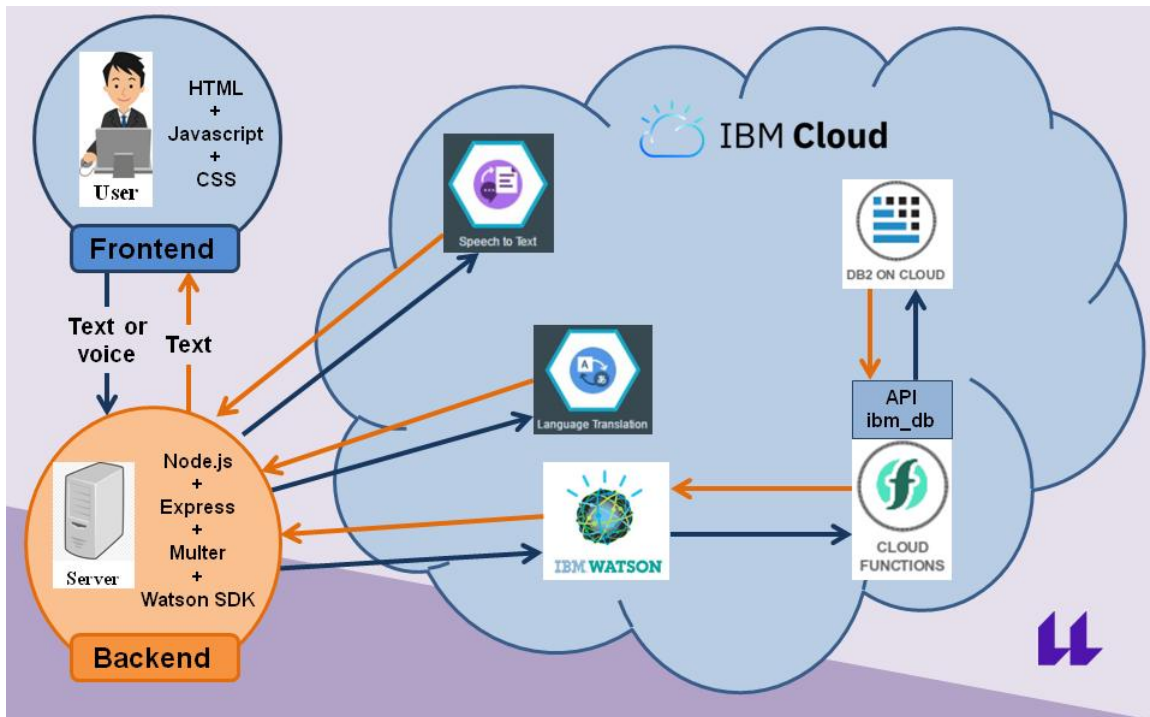 HTML
+
Javascript
+
CSS
User
Frontend
Text or
voice
Text
Node.js
+
Express
+
Multer
+
Watson SDK
Server
Backend
IBM Cloud
Speech to Text
Language Translation
IBM WATSON
DB2 ON CLOUD
API
ibm_db
CLOUD
FUNCTIONS